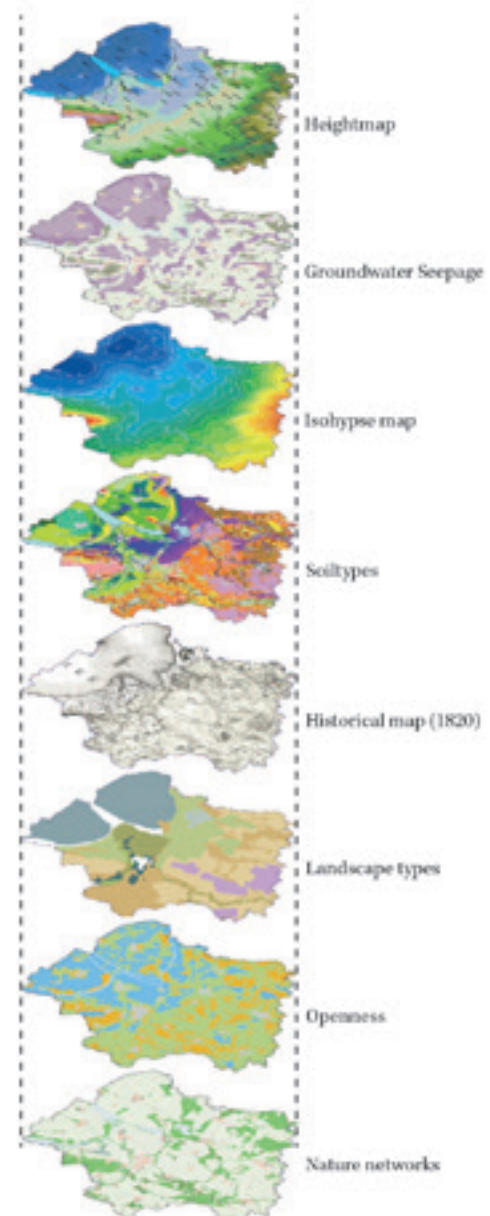 Heightmap
Groundwater Seepage
Isohypse map
Soiltypes
Historical map (1820)
Landscape types
Openness
Nature networks